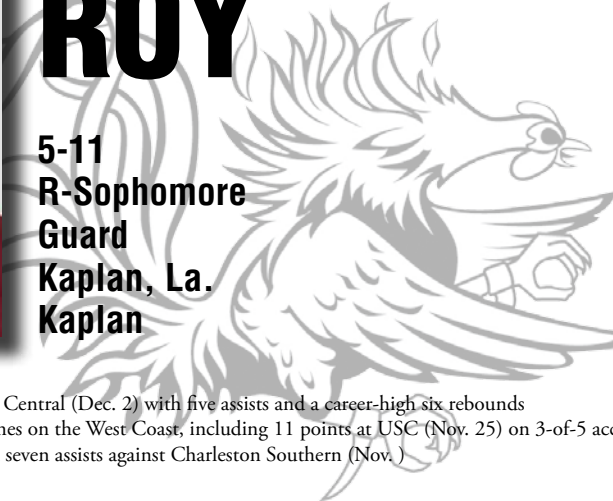 ROY
5-11
R-Sophomore
Guard
Kaplan, La.
Kaplan
Central (Dec. 2) with five assists and a career-high six rebounds
on the West Coast, including 11 points at USC (Nov. 25) on 3-of-5
seven assists against Charleston Southern (Nov. )